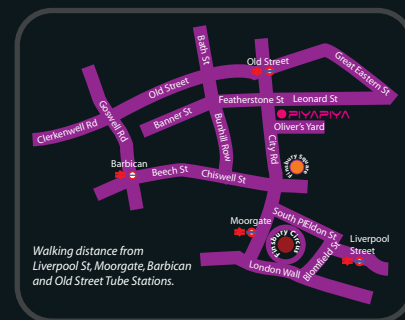 Bath St
Old Street
Great Eastern St
Old Street
Goswell Rd
Featherstone St
Leonard St
Clerkenwell Rd
Banner St
PIYAPIYA
Oliver's Yard
Bunhill Row
City Rd
Barbican
Finsbury Square
Beech St
Chiswell St
South Pl
Eldon St
Moorgate
Finsbury Circus
Liverpool
Street
Blomfield St
London Wall
Walking distance from
Liverpool St, Moorgate, Barbican
and Old Street Tube Stations.